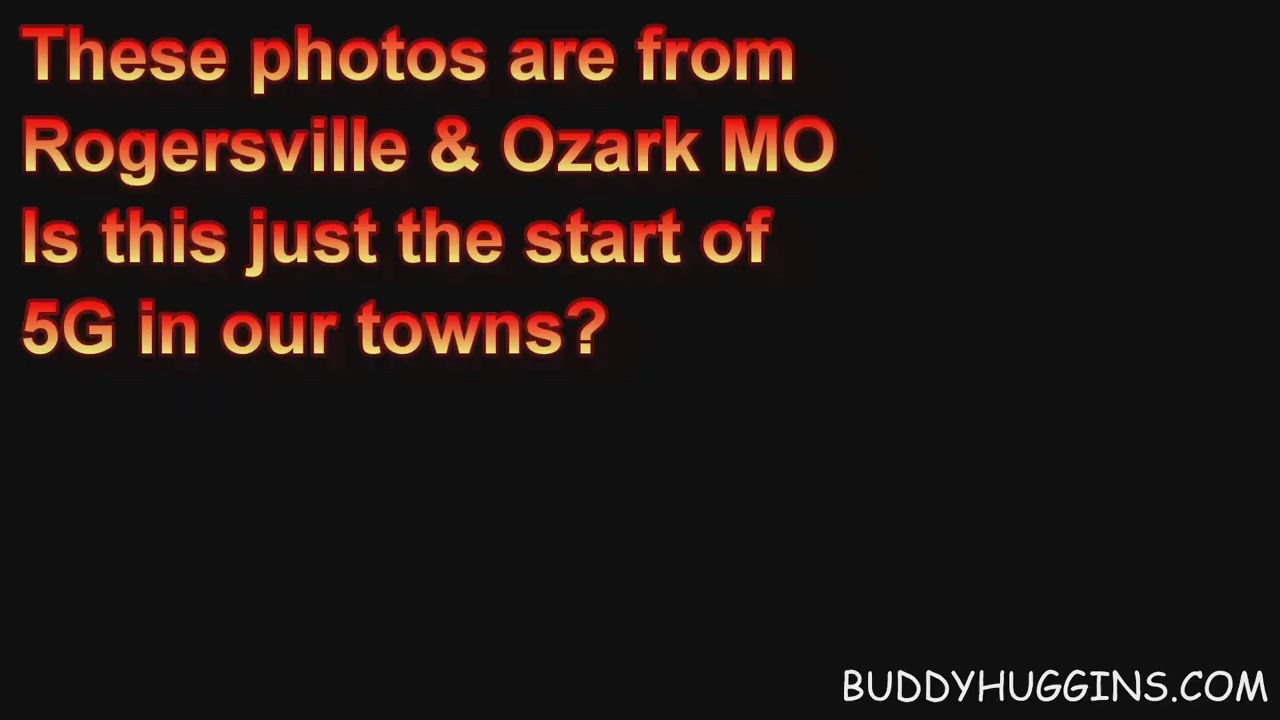 These photos are from
Rogersville & Ozark MO
Is this just the start of
5G in our towns?
BUDDYHUGGINS.COM